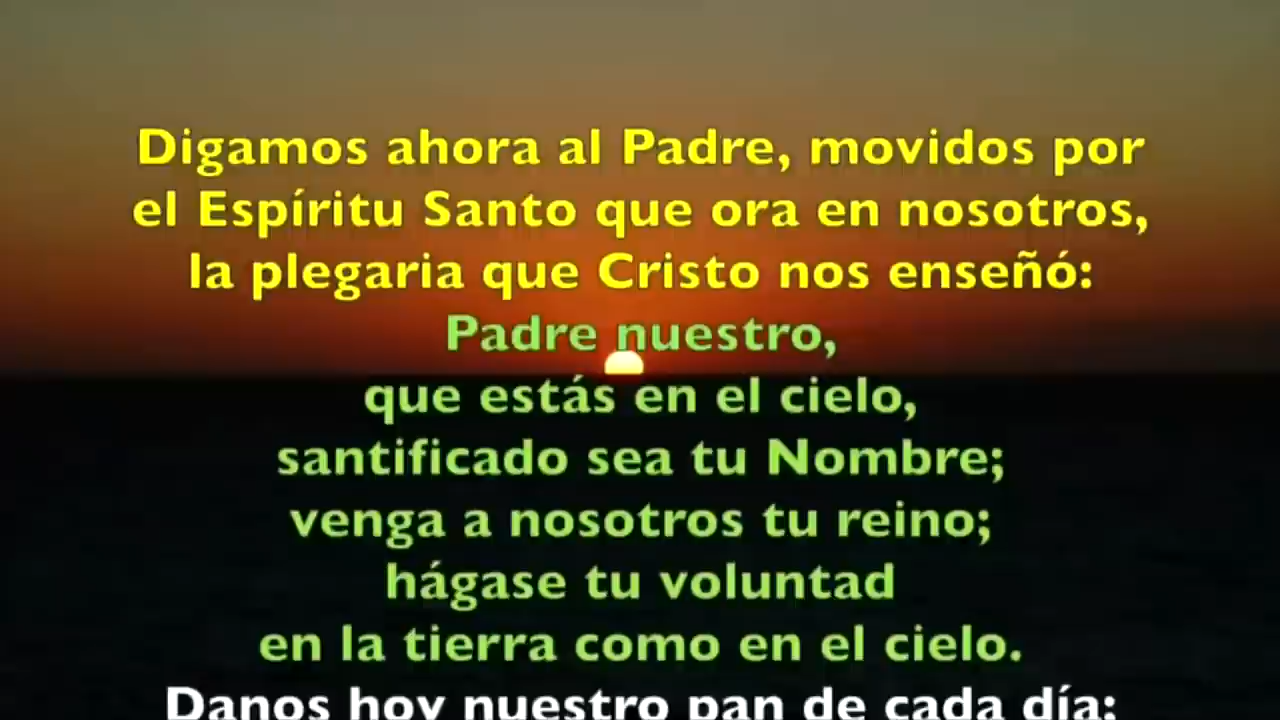 Digamos ahora al Padre, movidos por
el Espíritu Santo que ora en nosotros,
la plegaria que Cristo nos enseñó:
Padre nuestro,
que estás en el cielo,
santificado sea tu Nombre;
venga a nosotros tu reino;
hágase tu voluntad
en la tierra como en el cielo.
Danos hoy nuestro pan de cada día;